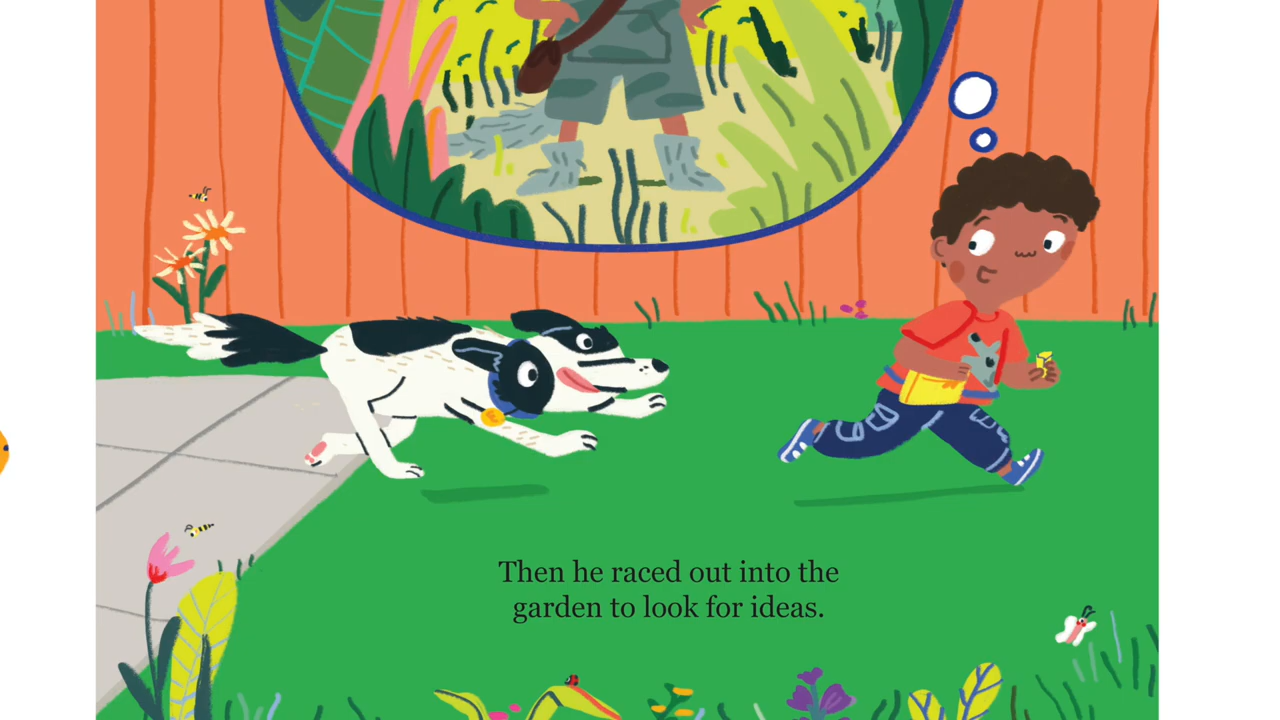 Then he raced out into the
garden to look for ideas.